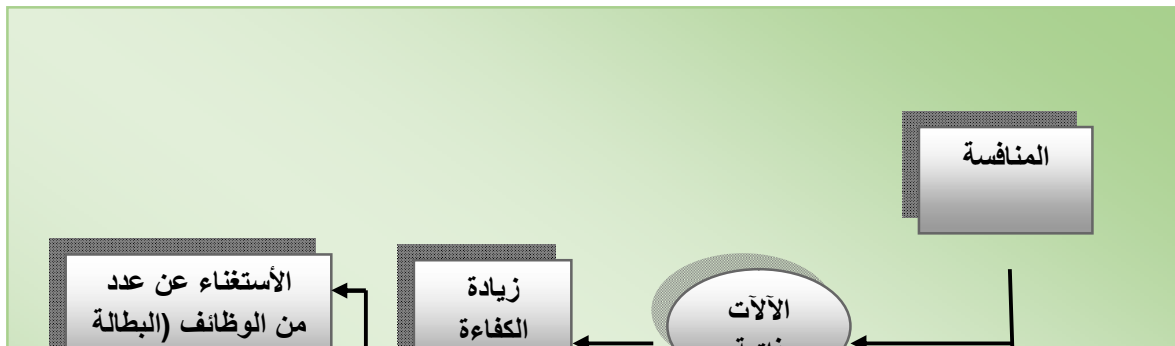 المنافسة
الآلآت
زيادة
الكفاءة
الأستغناء عن عدد
من الوظائف (البطالة